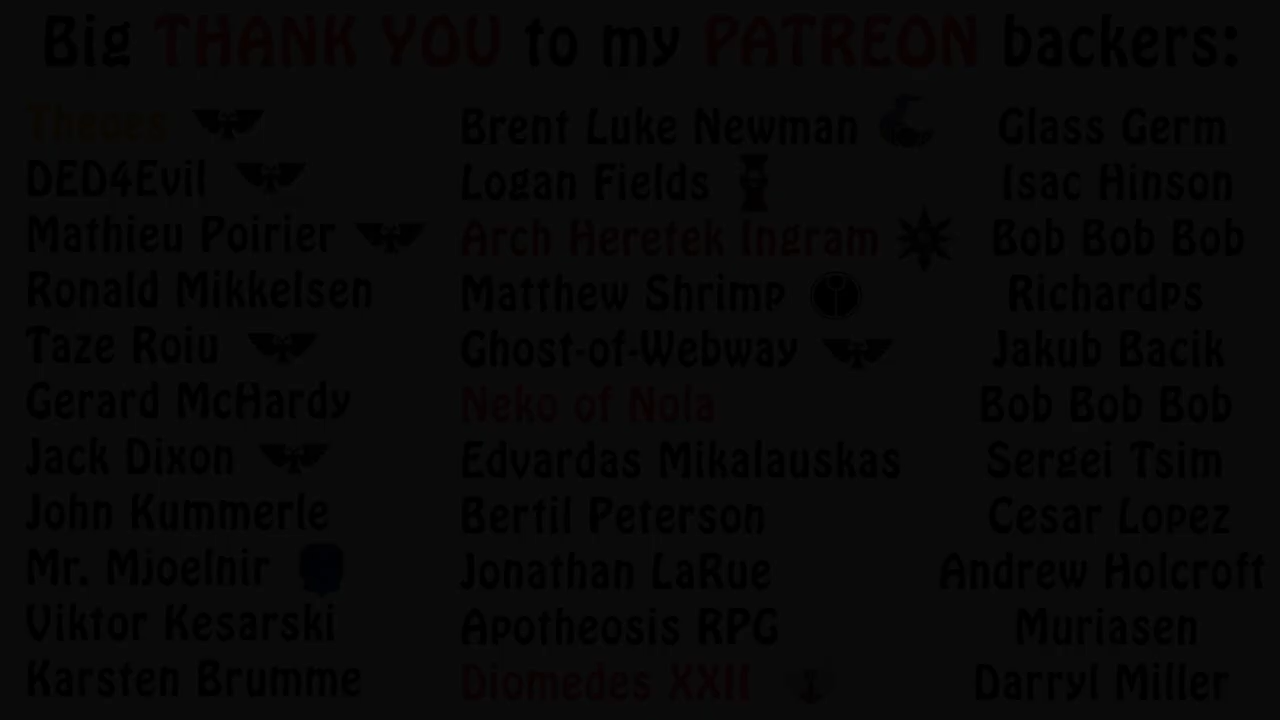 Big THANK YOU to my PATREON backers:
Theces
DED4Evil
Mathieu Poirier
Ronald Mikkelsen
Taze Roiu
Gerard McHardy
Jack Dixon
John Kummerle
Mr. Mjoelnir
Viktor Kesarski
Karsten Brumme
Brent Luke Newman
Logan Fields
Arch Heretek Ingram
Matthew Shrimp
Ghost-of-Webway
Neko of Nola
Edvardas Mikalauskas
Bertil Peterson
Jonathan LaRue
Apotheosis RPG
Diomedes XXII
Glass Germ
Isac Hinson
Bob Bob Bob
Richardps
Jakub Bacik
Bob Bob Bob
Sergei Tsim
Cesar Lopez
Andrew Holcroft
Muriasen
Darryl Miller